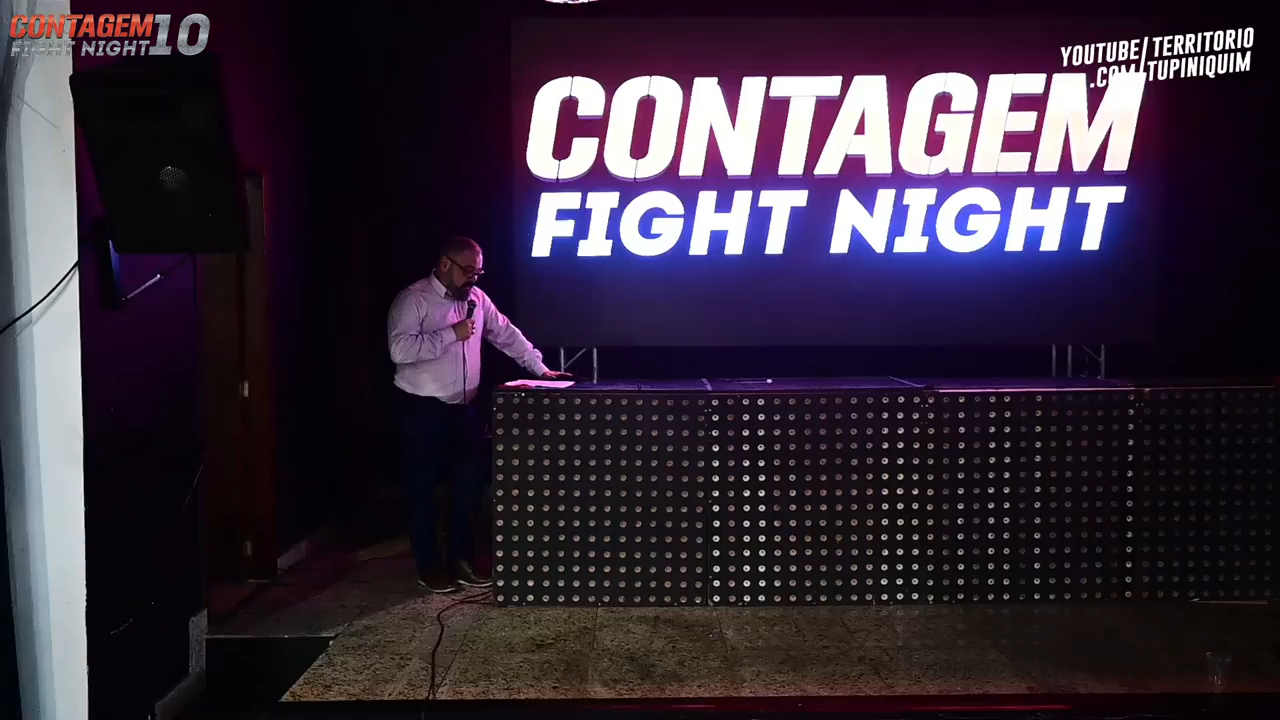 CONTAGEM
FIGHT NIGHT 10
YOUTUBE/TERRITORIO
.COM/TUPINIQUIM
CONTAGEM
FIGHT NIGHT